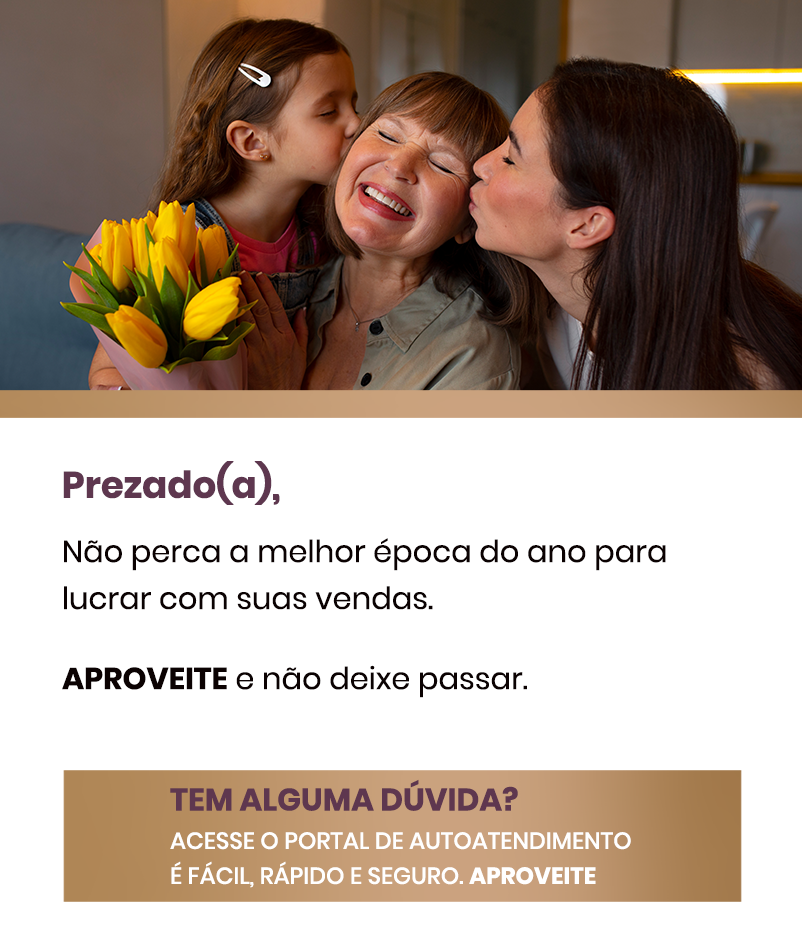 Prezado(a),
Não perca a melhor época do ano para
lucrar com suas vendas.
APROVEITE e não deixe passar.
TEM ALGUMA DÚVIDA?
ACESSE O PORTAL DE AUTOATENDIMENTO
É FÁCIL, RÁPIDO E SEGURO. APROVEITE